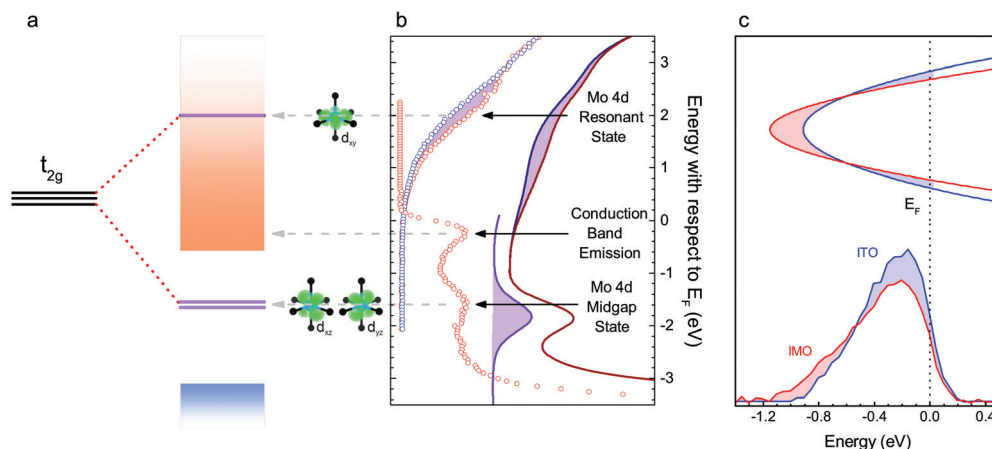 a
t2g
dxy
dxz
dyz
b
Mo 4d
Resonant
State
Conduction
Band
Emission
Mo 4d
Midgap
State
3
2
1
0
-1
-2
-3
Energy with respect to EF (eV)
c
EF
ITO
IMO
-1.2
-0.8
-0.4
0.0
0.4
Energy (eV)